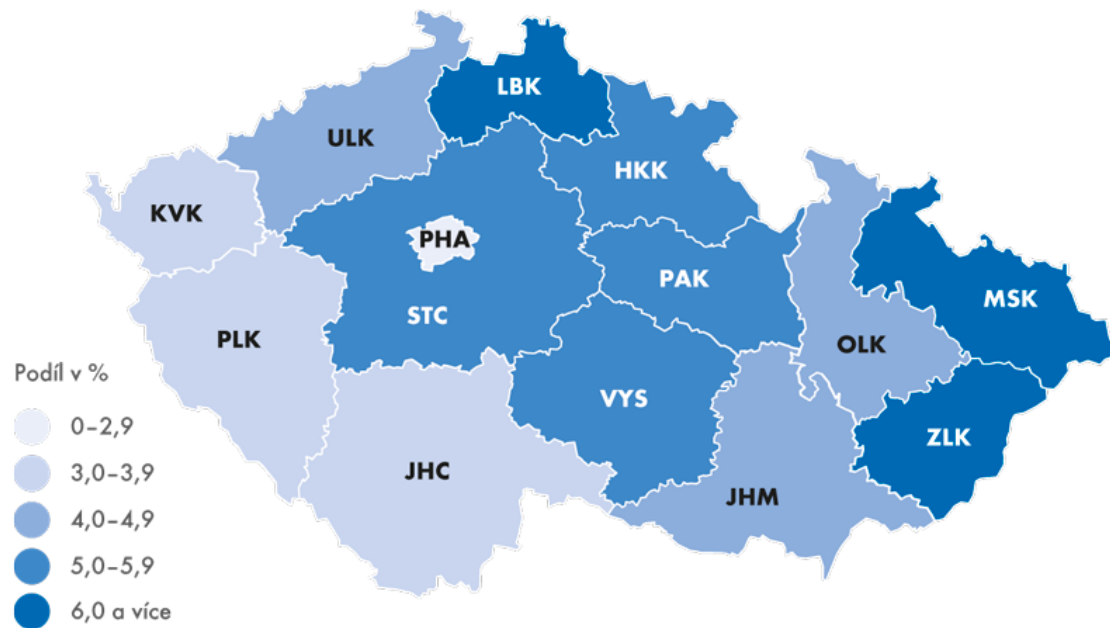 LBK
ULK
HKK
KVK
PHA
PAK
MSK
STC
PLK
OLK
VYS
ZLK
JHC
JHM
Podíl v %
0–2,9
3,0–3,9
4,0–4,9
5,0–5,9
6,0 a více